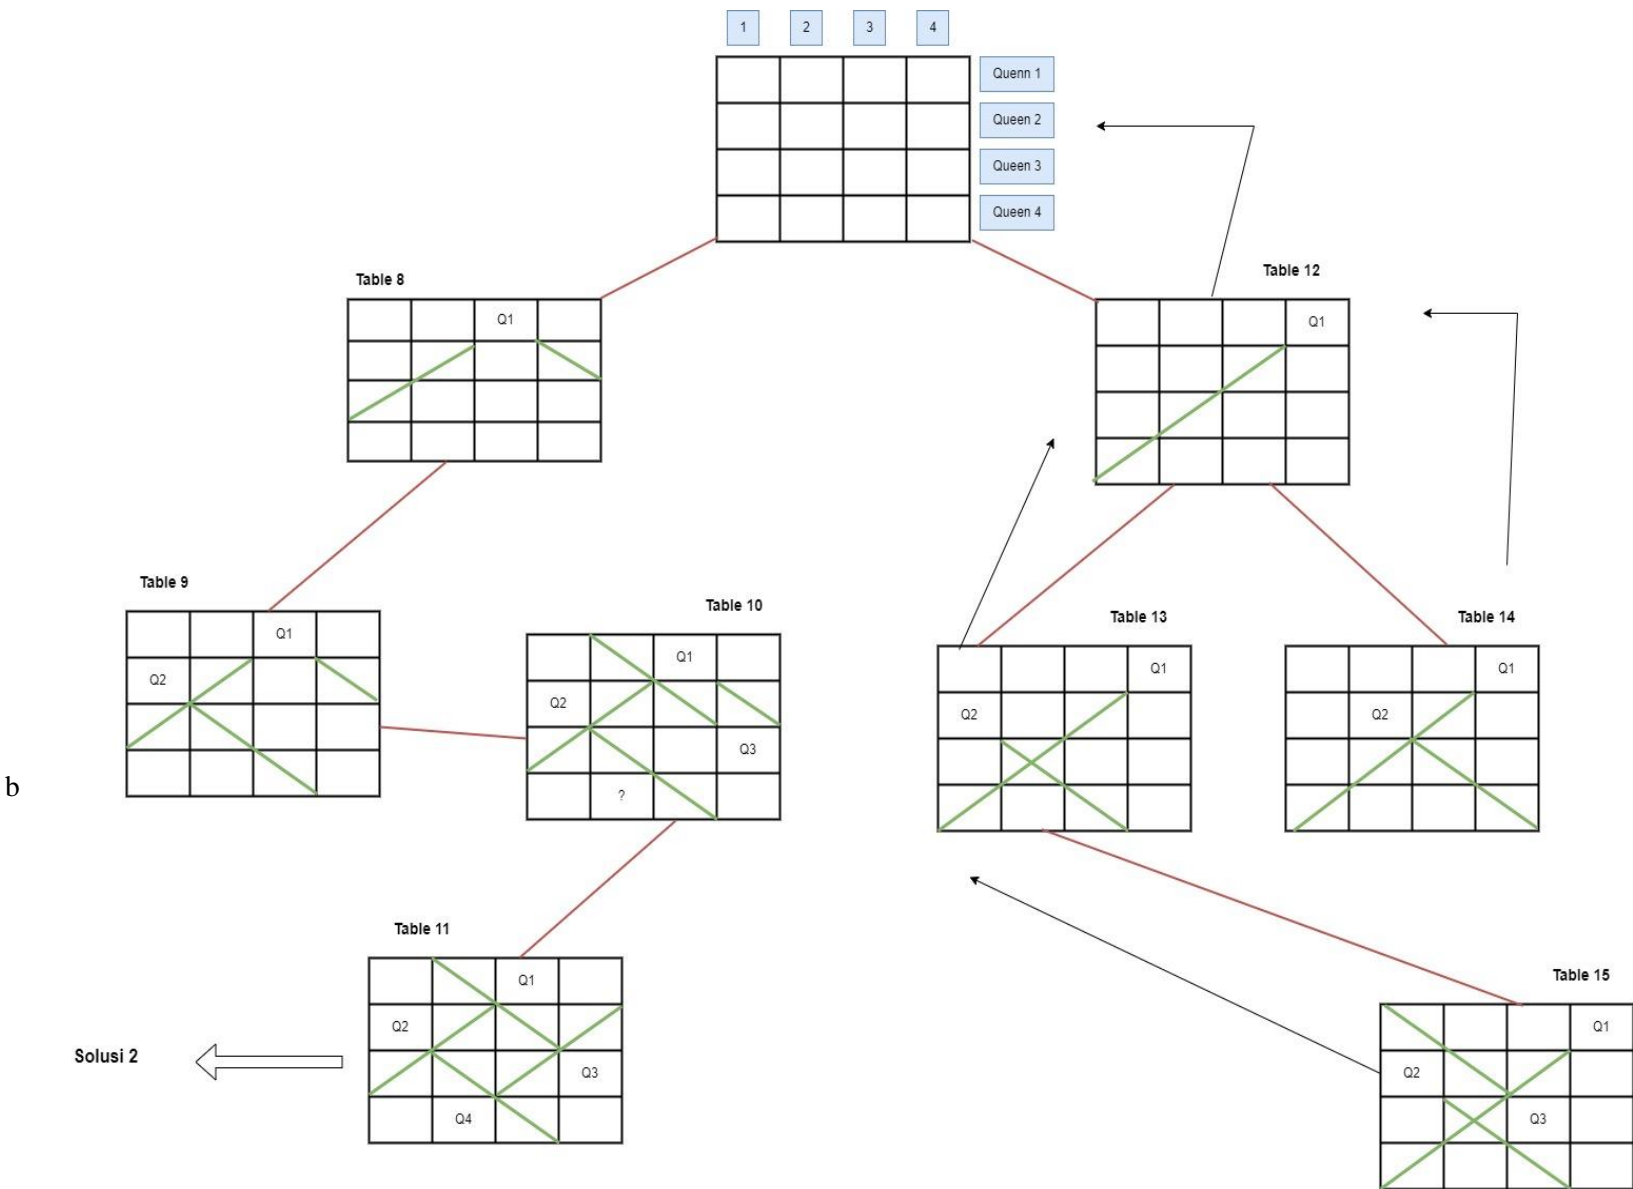 1 2 3 4
Quenn 1
Queen 2
Queen 3
Queen 4
Table 8
Q1
Table 12
Q1
Table 9
Q1
Q2
Table 10
Q1
Q2
Q3
?
Table 13
Q1
Q2
Table 14
Q1
Q2
b
Table 11
Q1
Q2
Q3
Q4
Solusi 2
Table 15
Q1
Q2
Q3